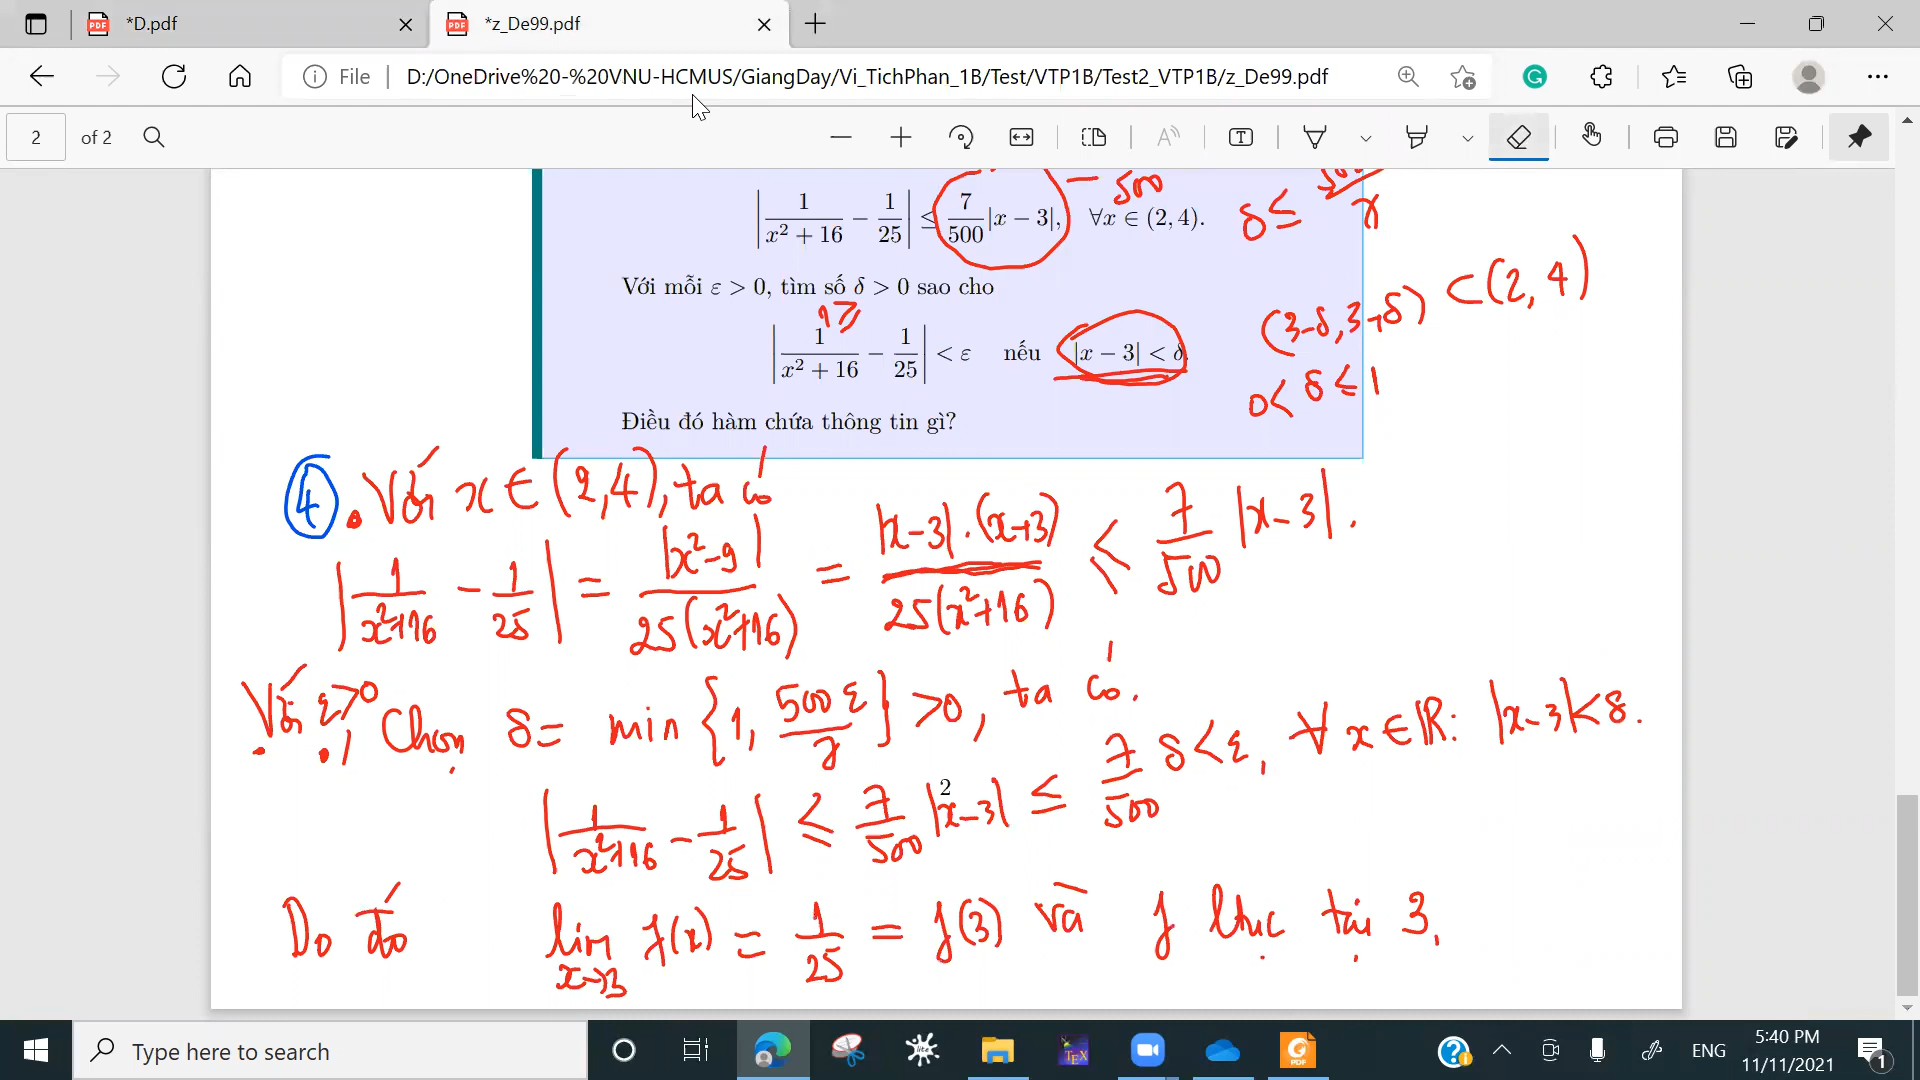 *D.pdf *z_De99.pdf
File D:/OneDrive%20-%20VNU-HCMUS/GiangDay/Vi_TichPhan_1B/Test/VTP1B/Test2_VTP1B/z_De99.pdf
2 of 2
|1/(x² + 16) − 1/25| ≤ 7/500 |x − 3|, ∀x ∈ (2, 4).
− 500
δ ≤
Với mỗi ε > 0, tìm số δ > 0 sao cho
(3-δ, 3+δ) ⊂ (2, 4)
1 ≥
|1/(x² + 16) − 1/25| < ε nếu |x − 3| < δ.
0 < δ ≤ 1
Điều đó hàm chứa thông tin gì?
④ . Với x ∈ (2,4), ta có
|1/(x²+16) − 1/25| = |x²-9|/(25(x²+16)) = |x-3|.(x+3)/(25(x²+16)) ≤ 7/500 |x-3|.
Với ε>0, Chọn δ = min {1, 500ε/7} >0, ta có.
|1/(x²+16) − 1/25| ≤ 7/500 |x-3| ≤ 7/500 δ < ε, ∀x ∈ ℝ: |x-3|<δ.
2
Do đó lim x→3 f(x) = 1/25 = f(3) và f ltục tại 3.
Type here to search
ENG 5:40 PM
11/11/2021 1